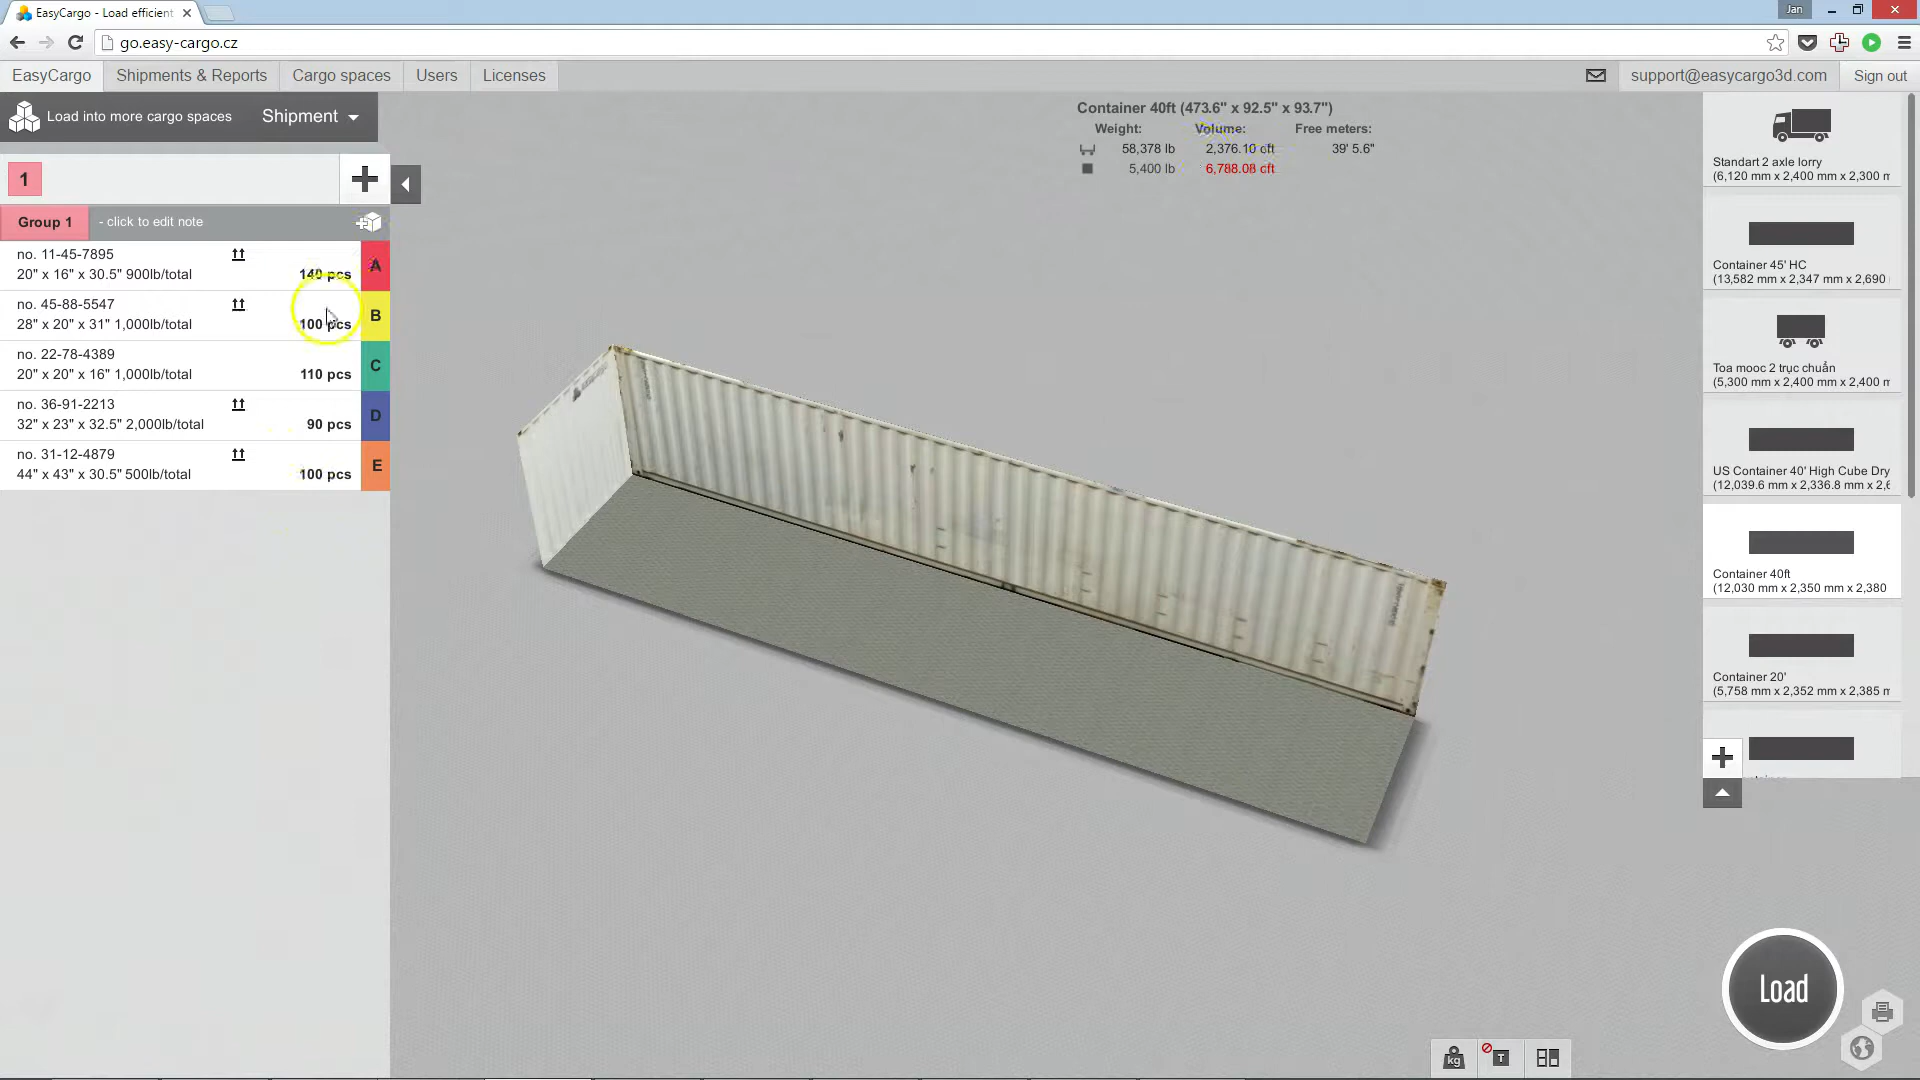 EasyCargo - Load efficient
Jan
go.easy-cargo.cz
EasyCargo
Shipments & Reports
Cargo spaces
Users
Licenses
support@easycargo3d.com
Sign out
Load into more cargo spaces
Shipment
1
Group 1
- click to edit note
no. 11-45-7895
20" x 16" x 30.5" 900lb/total
140 pcs
A
no. 45-88-5547
28" x 20" x 31" 1,000lb/total
100 pcs
B
no. 22-78-4389
20" x 20" x 16" 1,000lb/total
110 pcs
C
no. 36-91-2213
32" x 23" x 32.5" 2,000lb/total
90 pcs
D
no. 31-12-4879
44" x 43" x 30.5" 500lb/total
100 pcs
E
Container 40ft (473.6" x 92.5" x 93.7")
Weight: Volume: Free meters:
58,378 lb 2,376.10 cft 39' 5.6"
5,400 lb 6,788.08 cft
Standart 2 axle lorry
(6,120 mm x 2,400 mm x 2,300 m
Container 45' HC
(13,582 mm x 2,347 mm x 2,690
Toa mooc 2 trục chuẩn
(5,300 mm x 2,400 mm x 2,400 m
US Container 40' High Cube Dry
(12,039.6 mm x 2,336.8 mm x 2,6
Container 40ft
(12,030 mm x 2,350 mm x 2,380
Container 20'
(5,758 mm x 2,352 mm x 2,385 m
Load
kg
T